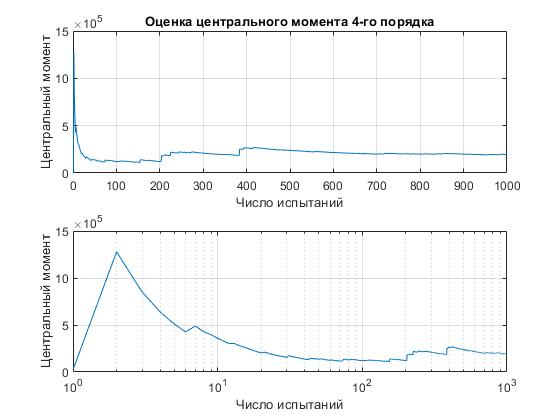 Оценка центрального момента 4-го порядка
×10⁵
15
10
5
0
Центральный момент
0 100 200 300 400 500 600 700 800 900 1000
Число испытаний
×10⁵
15
10
5
0
Центральный момент
10⁰ 10¹ 10² 10³
Число испытаний